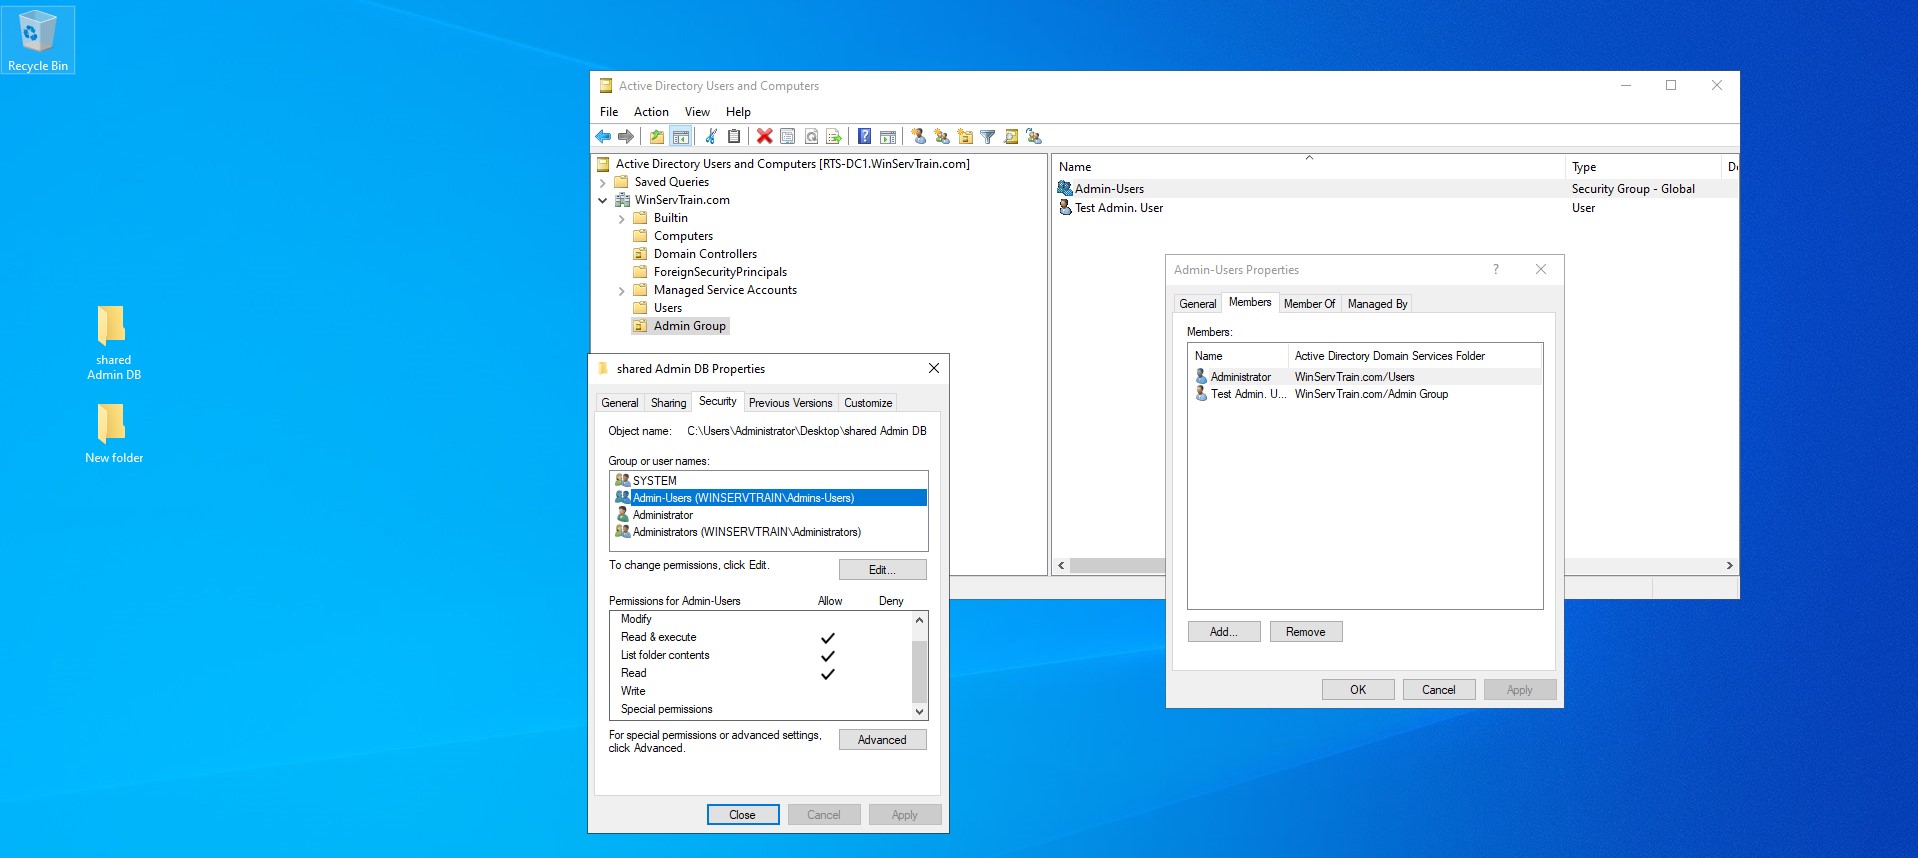 Recycle Bin
shared
Admin DB
New folder
Active Directory Users and Computers
File Action View Help
Active Directory Users and Computers [RTS-DC1.WinServTrain.com]
Saved Queries
WinServTrain.com
Builtin
Computers
Domain Controllers
ForeignSecurityPrincipals
Managed Service Accounts
Users
Admin Group
Name Type
Admin-Users Security Group - Global
Test Admin. User User
shared Admin DB Properties
General Sharing Security Previous Versions Customize
Object name: C:\Users\Administrator\Desktop\shared Admin DB
Group or user names:
SYSTEM
Admin-Users (WINSERVTRAIN\Admins-Users)
Administrator
Administrators (WINSERVTRAIN\Administrators)
To change permissions, click Edit.
Edit...
Permissions for Admin-Users Allow Deny
Modify
Read & execute
List folder contents
Read
Write
Special permissions
For special permissions or advanced settings,
click Advanced.
Advanced
Close Cancel Apply
Admin-Users Properties ?
General Members Member Of Managed By
Members:
Name Active Directory Domain Services Folder
Administrator WinServTrain.com/Users
Test Admin. U... WinServTrain.com/Admin Group
Add... Remove
OK Cancel Apply